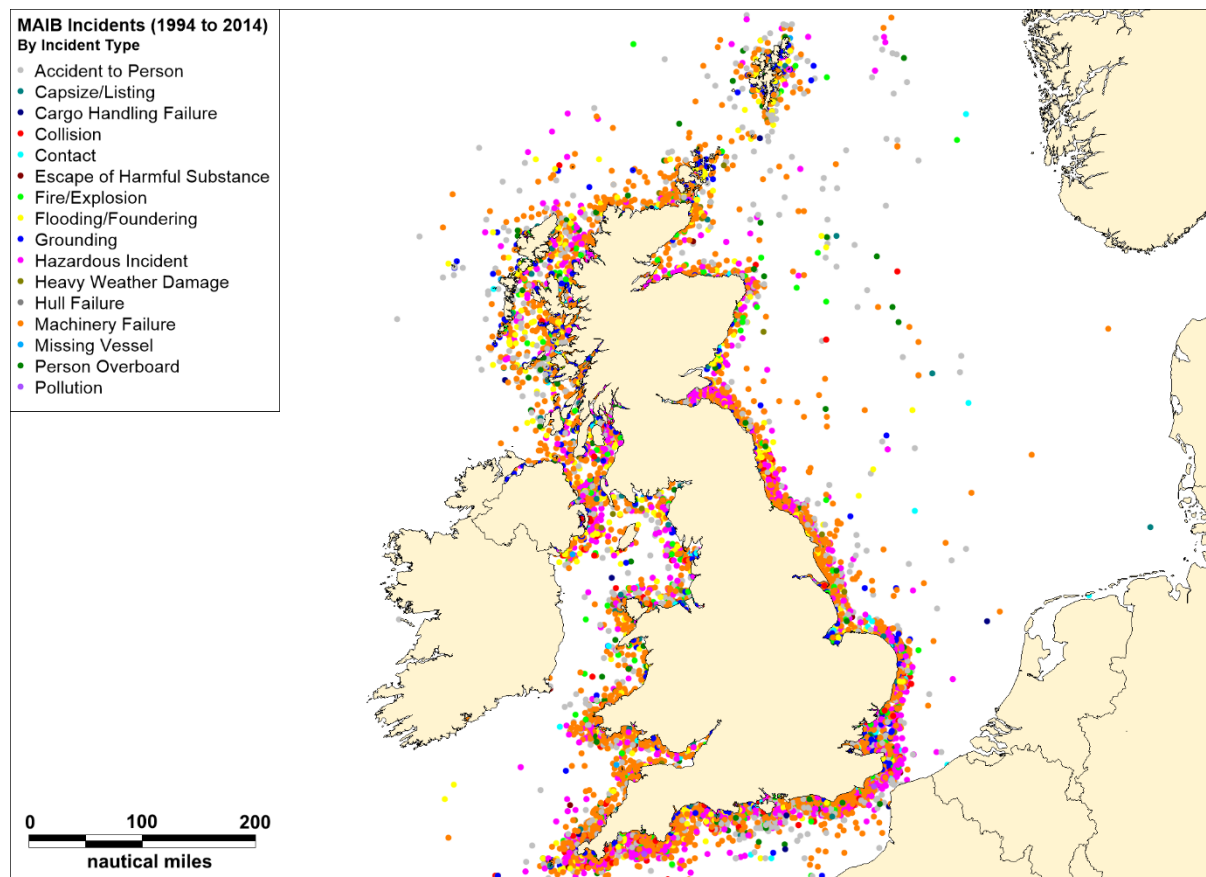 MAIB Incidents (1994 to 2014)
By Incident Type
Accident to Person
Capsize/Listing
Cargo Handling Failure
Collision
Contact
Escape of Harmful Substance
Fire/Explosion
Flooding/Foundering
Grounding
Hazardous Incident
Heavy Weather Damage
Hull Failure
Machinery Failure
Missing Vessel
Person Overboard
Pollution
0 100 200
nautical miles